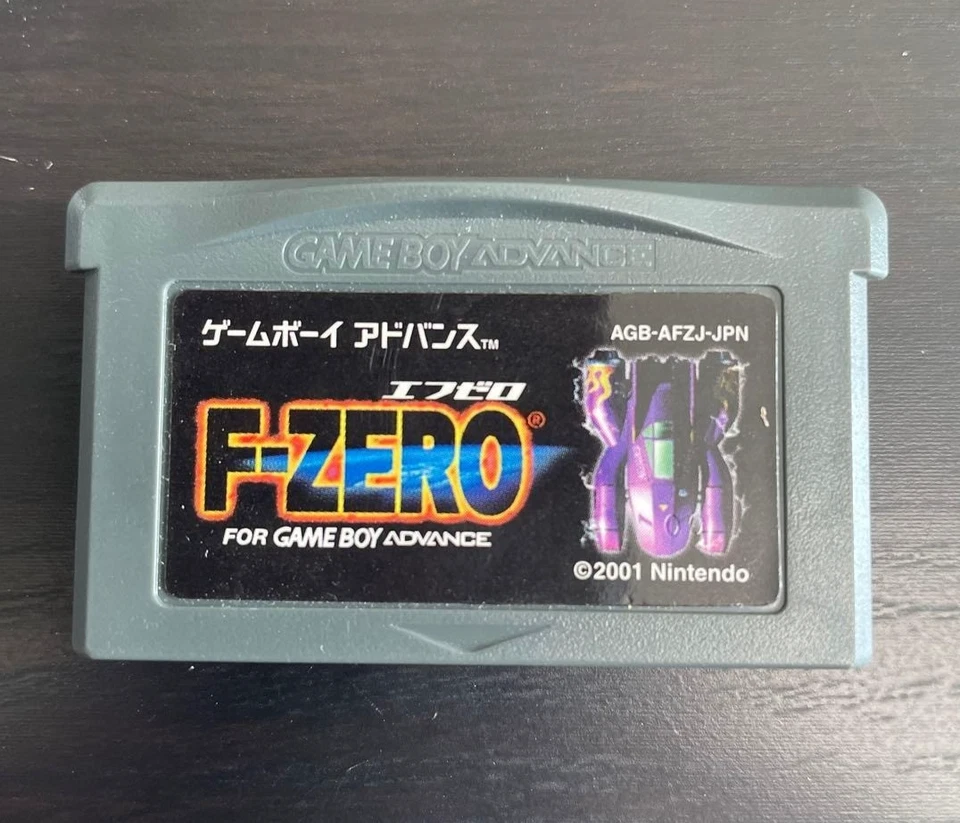 GAME BOY ADVANCE
ゲームボーイ アドバンス™
AGB-AFZJ-JPN
エフゼロ
F-ZERO®
FOR GAME BOY ADVANCE
©2001 Nintendo